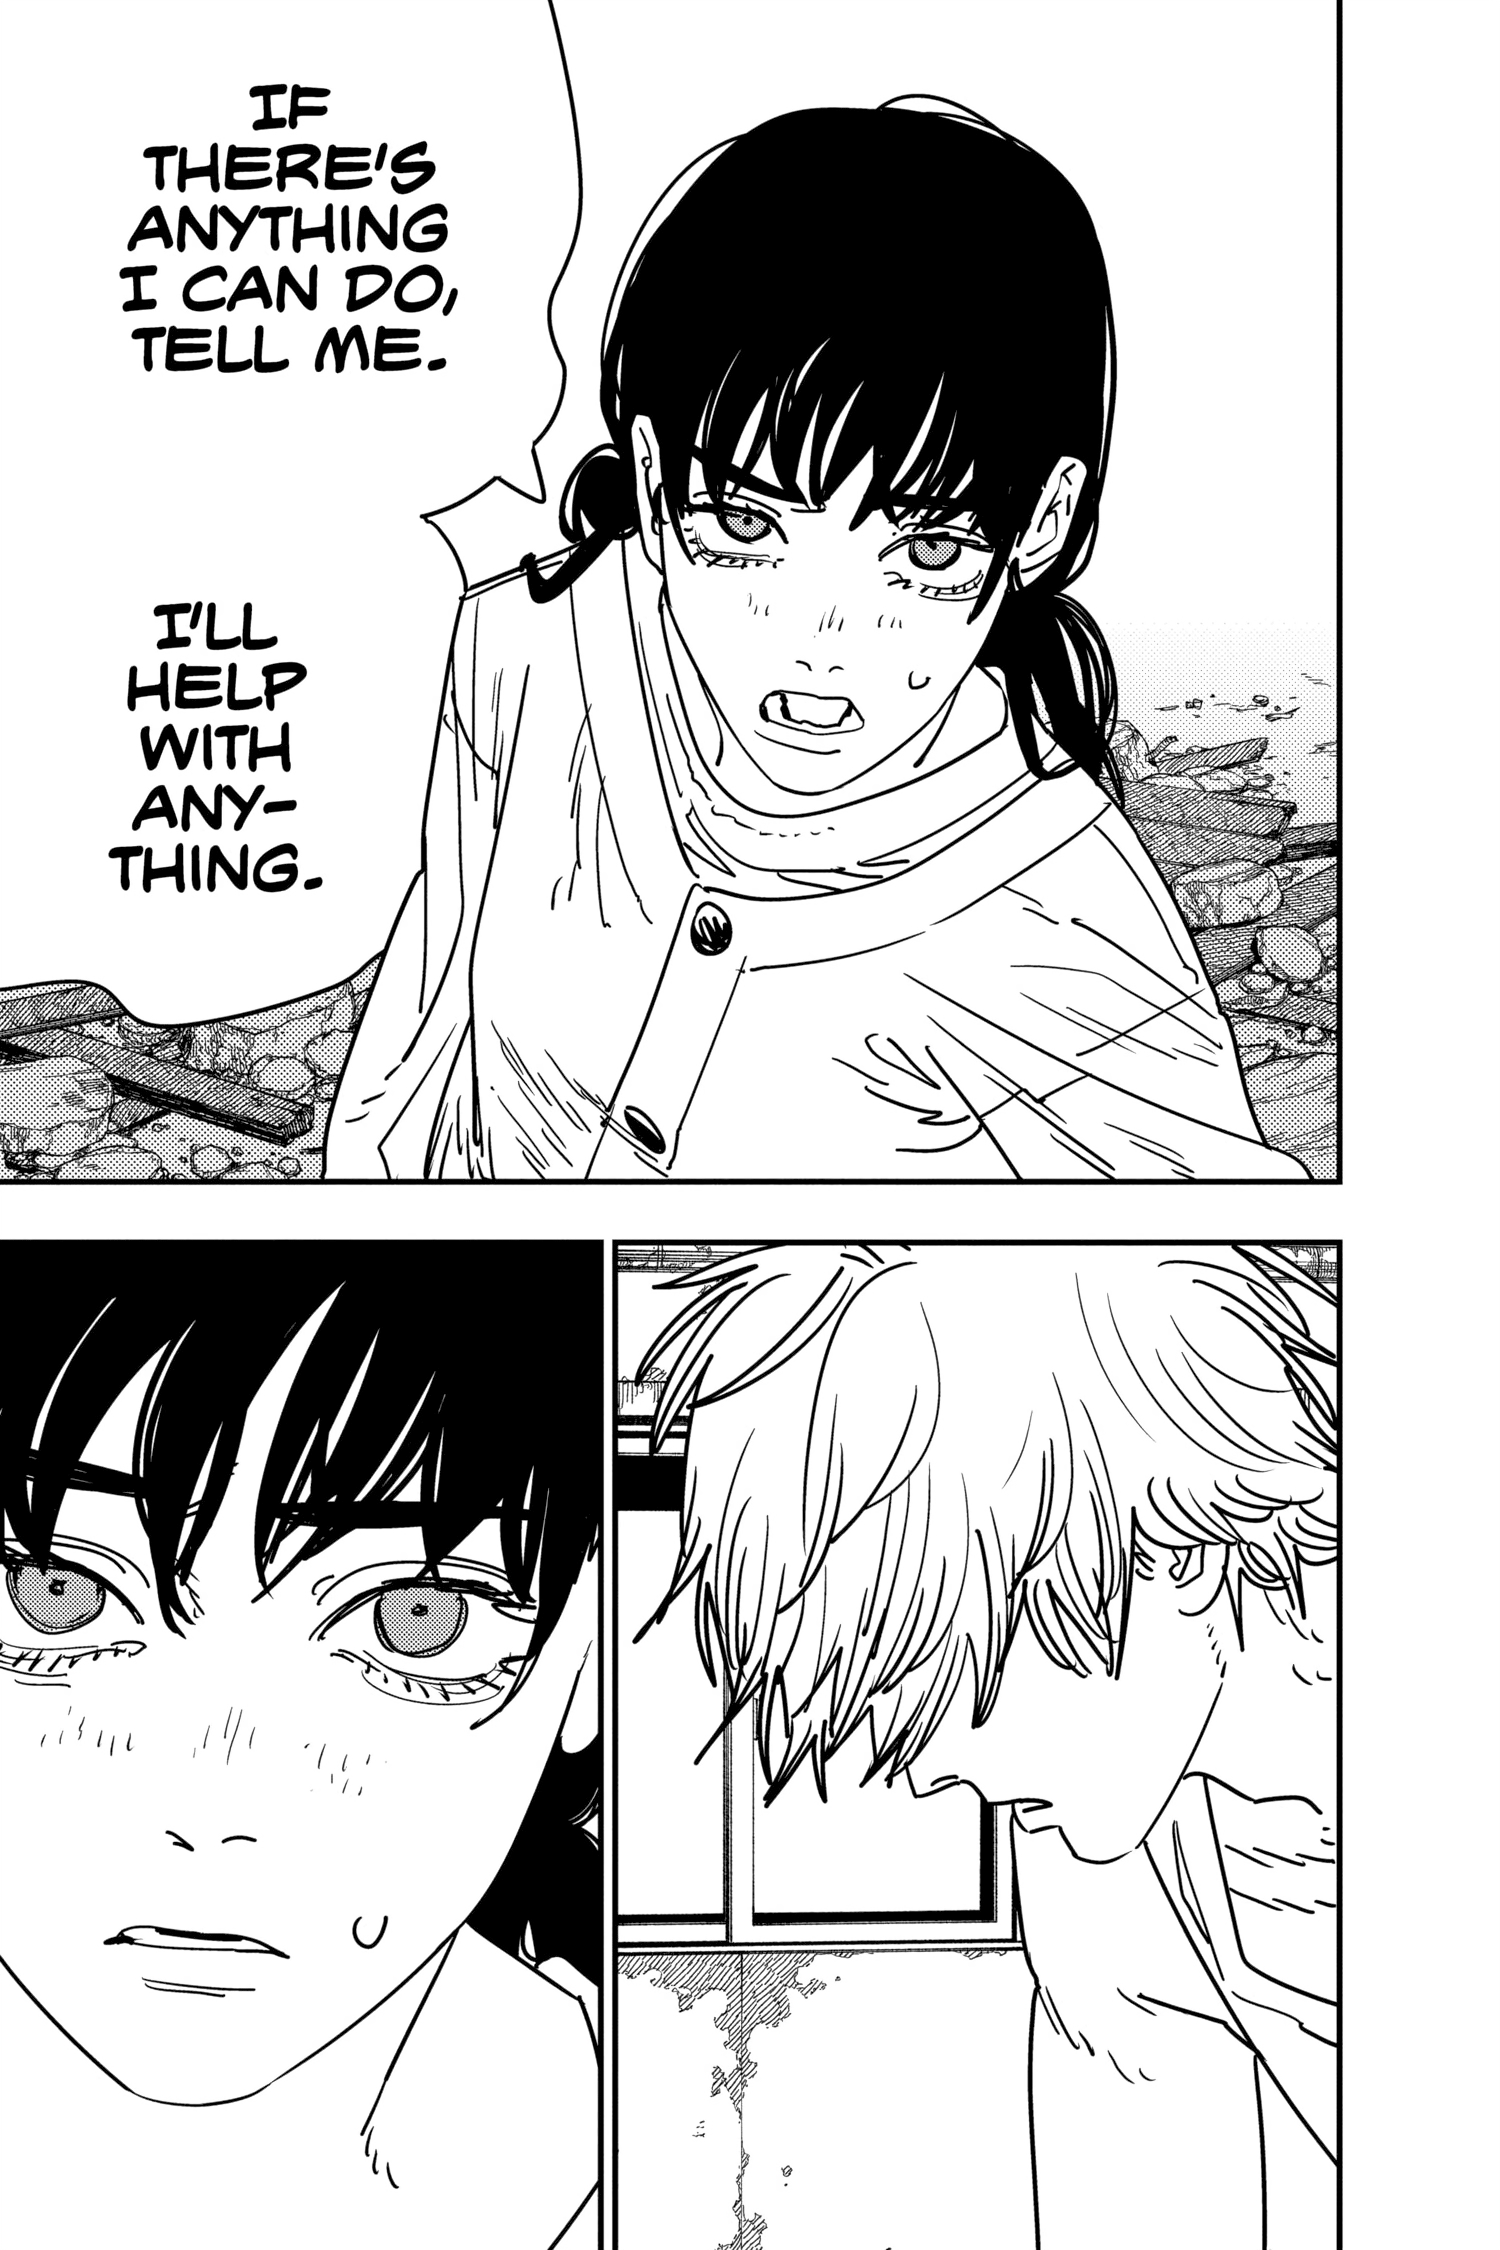 IF
THERE'S
ANYTHING
I CAN DO,
TELL ME.
I'LL
HELP
WITH
ANY-
THING.